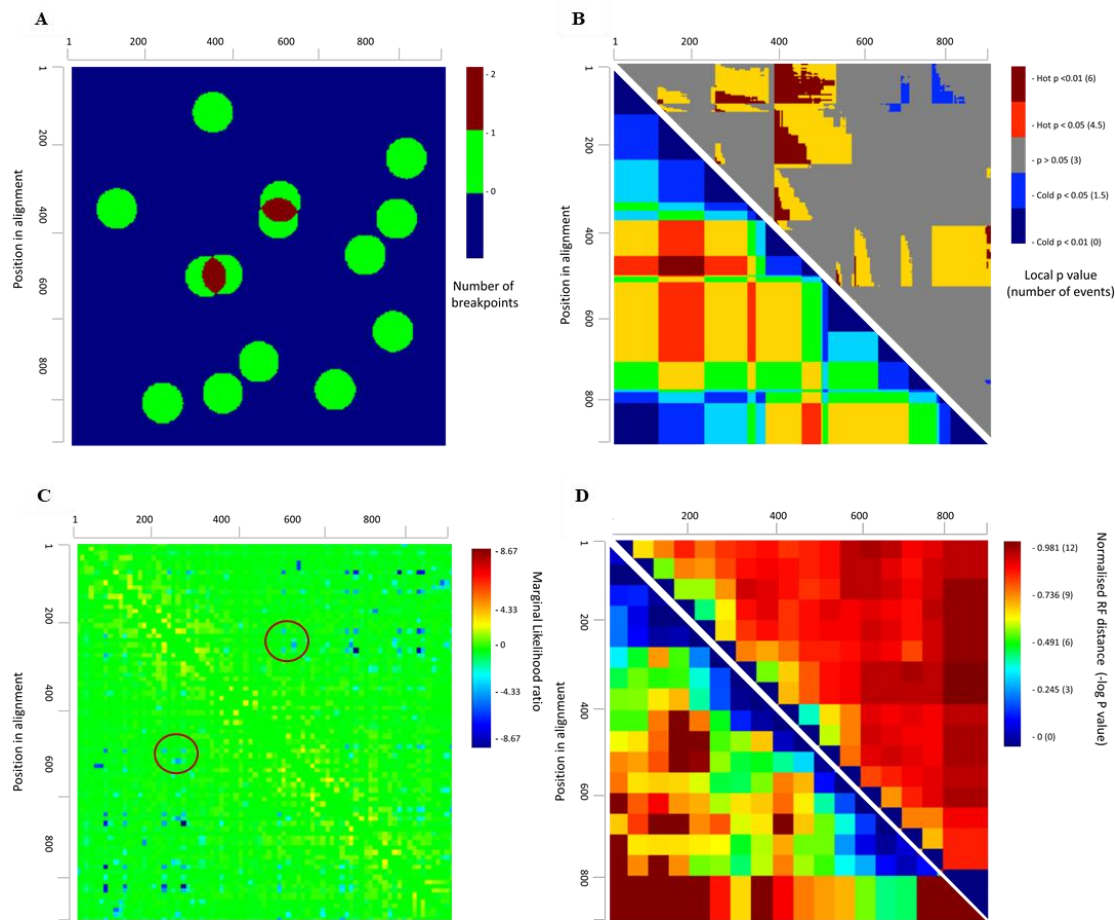 A
1 200 400 600 800
Position in alignment
1
200
400
600
800
- 2
- 1
- 0
Number of
breakpoints
B
1 200 400 600 800
Position in alignment
1
200
400
600
800
- Hot p <0.01 (6)
- Hot p < 0.05 (4.5)
- p > 0.05 (3)
- Cold p < 0.05 (1.5)
- Cold p < 0.01 (0)
Local p value
(number of events)
C
1 200 400 600 800
Position in alignment
1
200
400
600
800
- 8.67
- 4.33
- 0
- -4.33
- -8.67
Marginal Likelihood ratio
D
200 400 600 800
Position in alignment
1
200
400
600
800
- 0.981 (12)
- 0.736 (9)
- 0.491 (6)
- 0.245 (3)
- 0 (0)
Normalised RF distance (-log P value)